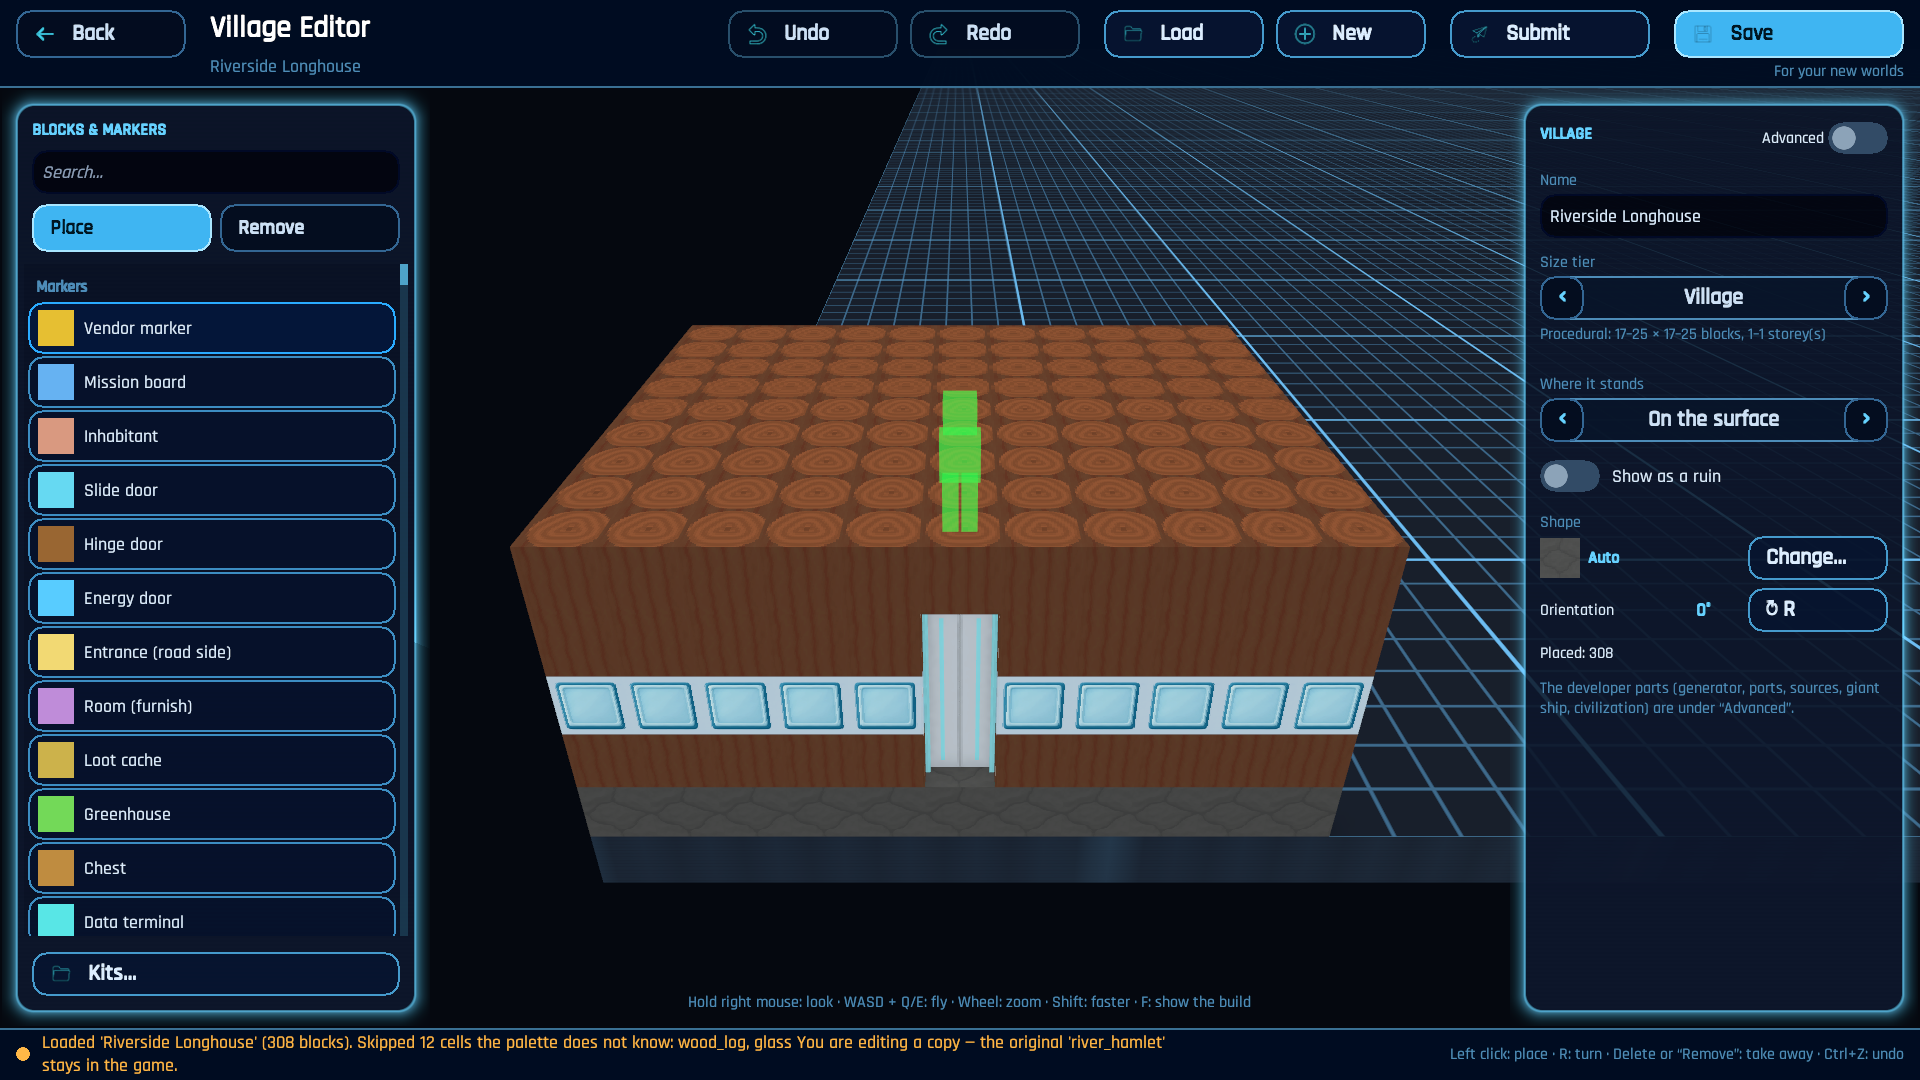 Back
Village Editor
Riverside Longhouse
Undo
Redo
Load
New
Submit
Save
For your new worlds
BLOCKS & MARKERS
Search...
Place
Remove
Markers
Vendor marker
Mission board
Inhabitant
Slide door
Hinge door
Energy door
Entrance (road side)
Room (furnish)
Loot cache
Greenhouse
Chest
Data terminal
Kits...
VILLAGE
Advanced
Name
Riverside Longhouse
Size tier
Village
Procedural: 17-25 × 17-25 blocks, 1-1 storey(s)
Where it stands
On the surface
Show as a ruin
Shape
Auto
Change...
Orientation
0°
↻ R
Placed: 308
The developer parts (generator, ports, sources, giant
ship, civilization) are under “Advanced”.
Hold right mouse: look · WASD + Q/E: fly · Wheel: zoom · Shift: faster · F: show the build
Loaded 'Riverside Longhouse' (308 blocks). Skipped 12 cells the palette does not know: wood_log, glass You are editing a copy — the original 'river_hamlet'
stays in the game.
Left click: place · R: turn · Delete or “Remove”: take away · Ctrl+Z: undo